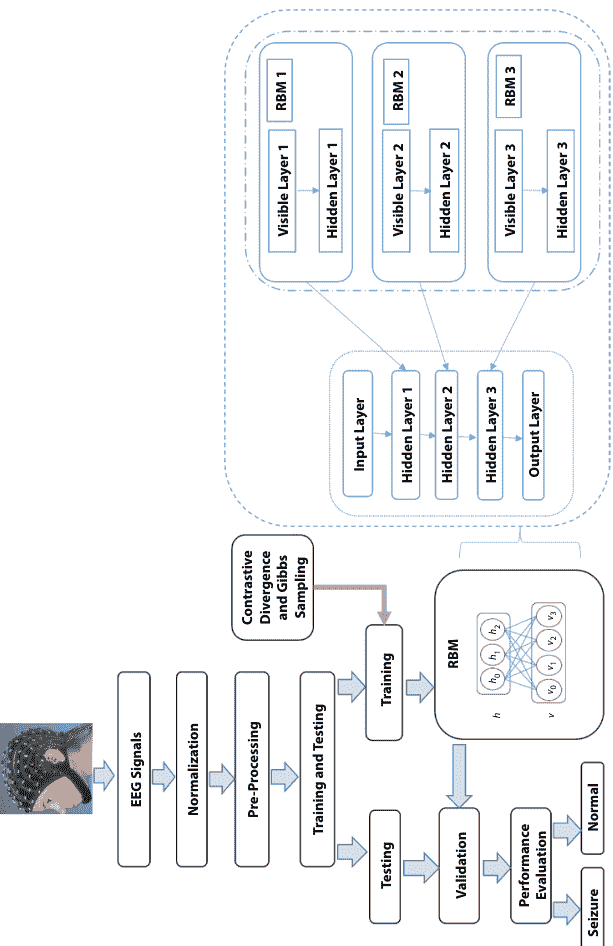 EEG Signals
Normalization
Pre-Processing
Training and Testing
Testing
Training
Contrastive
Divergence
and Gibbs
Sampling
Validation
RBM
h
h0 h1 h2
v
v0 v1 v2 v3
Performance
Evaluation
Seizure
Normal
Input Layer
Hidden Layer 1
Hidden Layer 2
Hidden Layer 3
Output Layer
Visible Layer 1
Hidden Layer 1
RBM 1
Visible Layer 2
Hidden Layer 2
RBM 2
Visible Layer 3
Hidden Layer 3
RBM 3